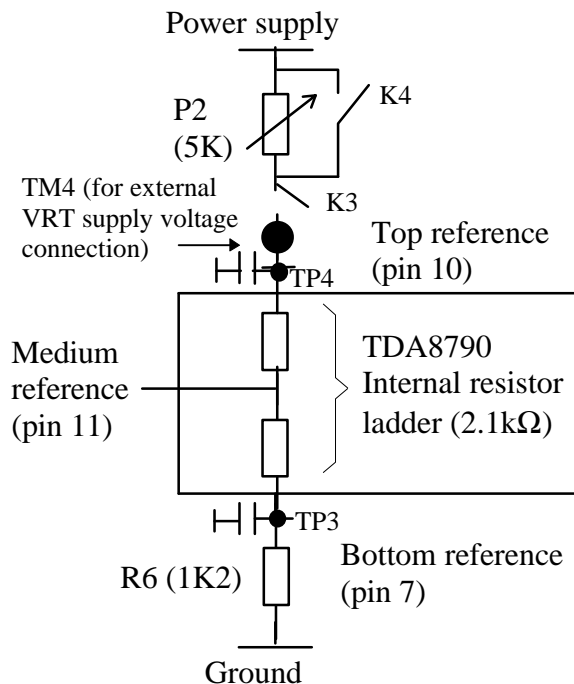 Power supply
K4
P2
(5K)
K3
TM4 (for external
VRT supply voltage
connection)
Top reference
(pin 10)
TP4
TDA8790
Internal resistor
ladder (2.1kΩ)
Medium
reference
(pin 11)
TP3
R6 (1K2)
Bottom reference
(pin 7)
Ground